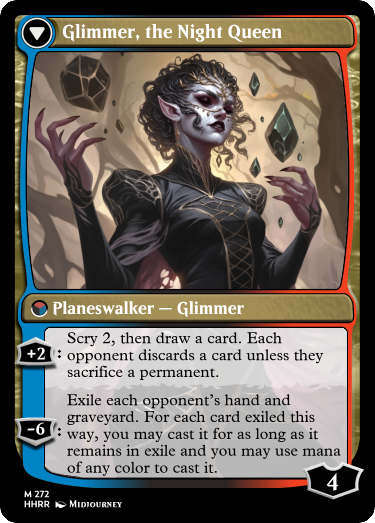 Glimmer, the Night Queen
Planeswalker — Glimmer
Scry 2, then draw a card. Each
+2: opponent discards a card unless they
sacrifice a permanent.
Exile each opponent's hand and
graveyard. For each card exiled this
-6: way, you may cast it for as long as it
remains in exile and you may use mana
of any color to cast it.
4
M 272
HHRR Midjourney